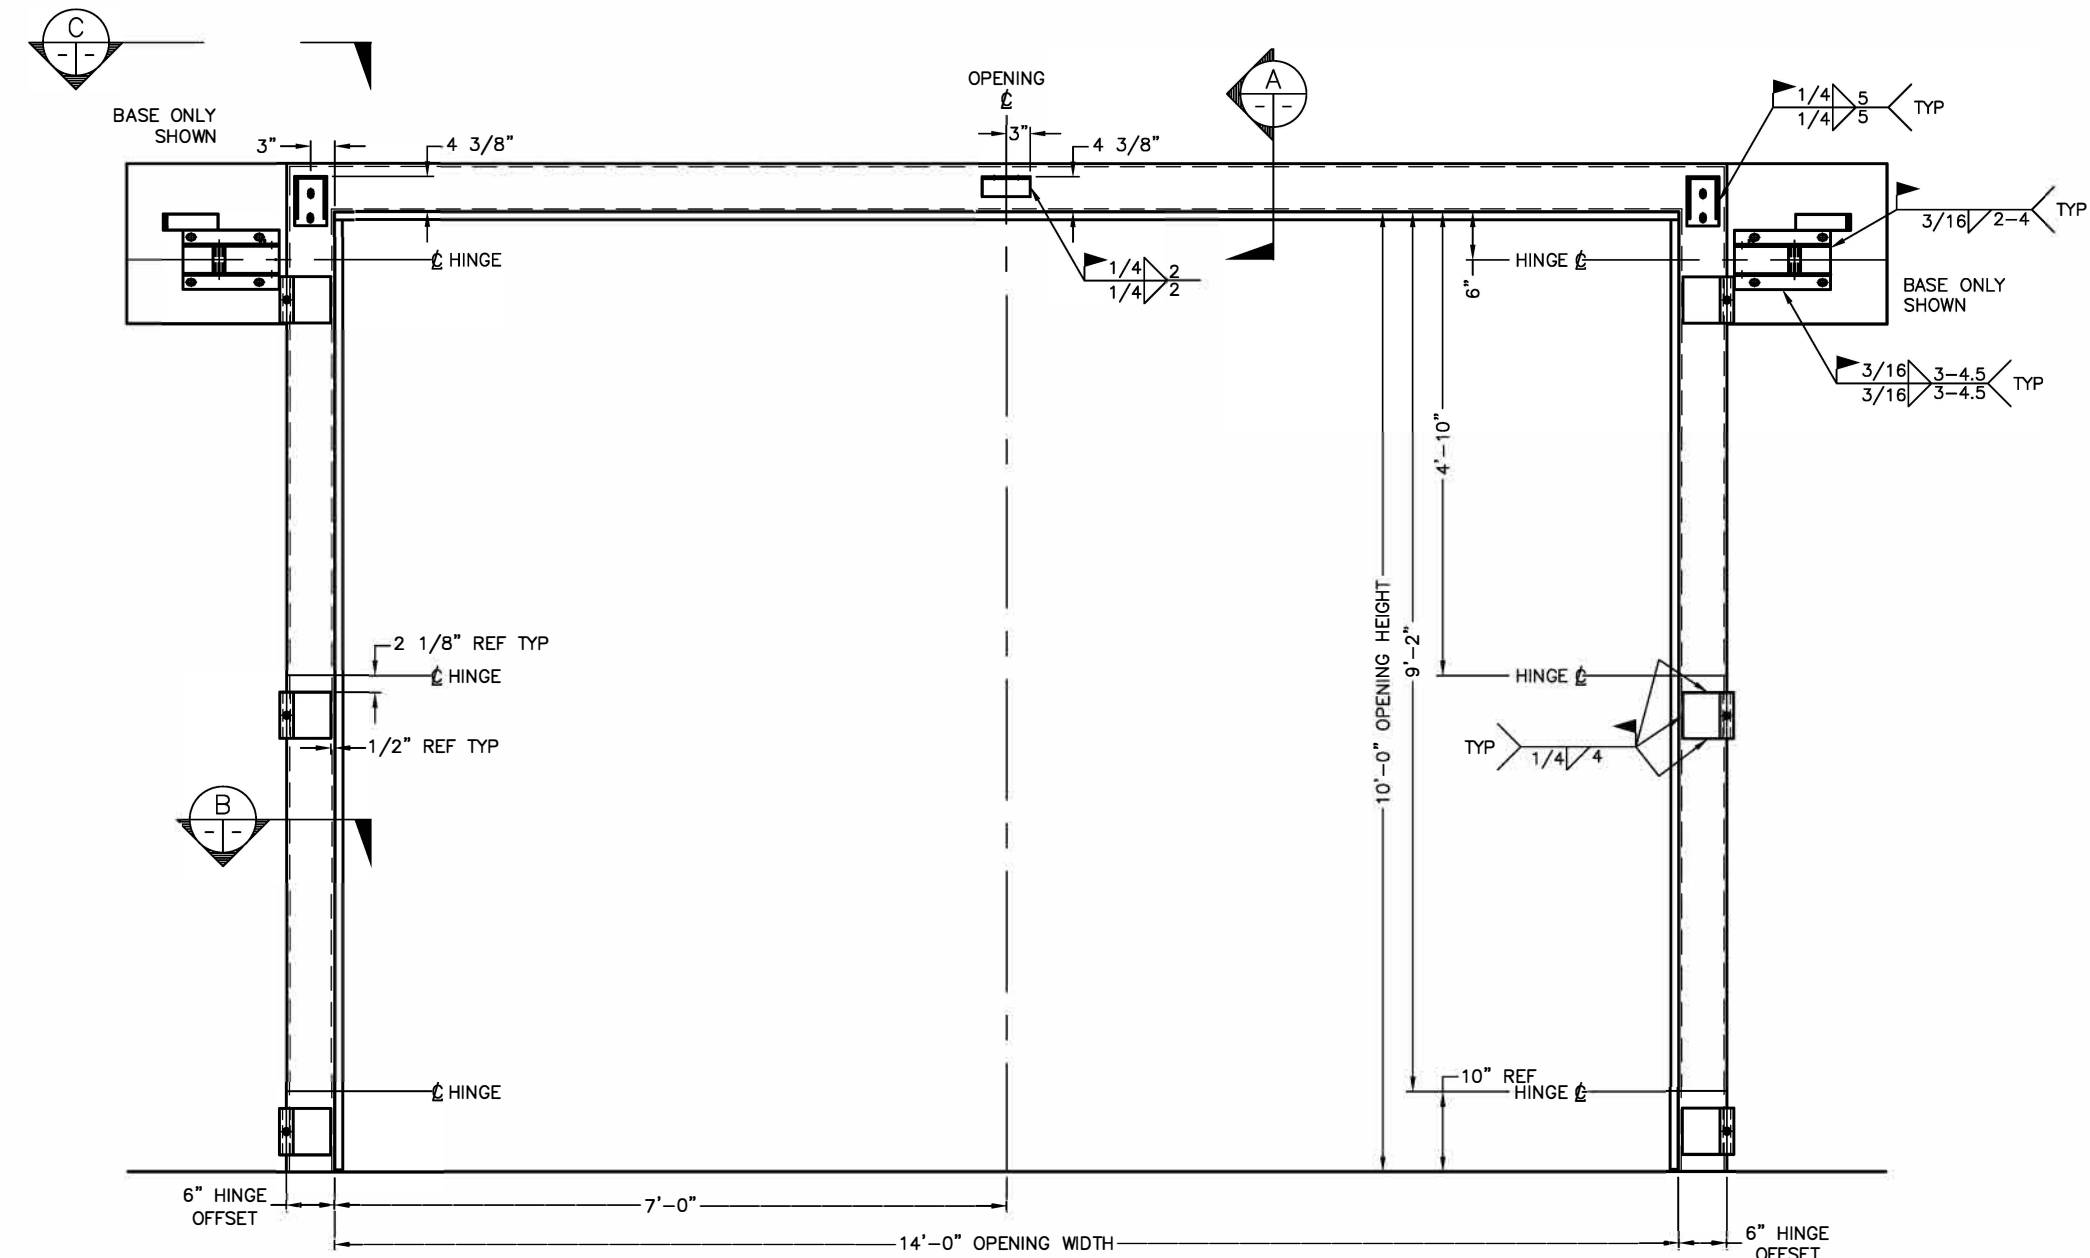 C
- -
OPENING
℄
A
- -
BASE ONLY
SHOWN
3"
4 3/8"
3"
4 3/8"
1/4 5
1/4 5
TYP
3/16 2-4
TYP
℄ HINGE
HINGE ℄
6"
1/4 2
1/4 2
BASE ONLY
SHOWN
3/16 3-4.5
3/16 3-4.5
TYP
4'-10"
10'-0" OPENING HEIGHT
9'-2"
2 1/8" REF TYP
℄ HINGE
HINGE ℄
1/2" REF TYP
TYP
1/4 4
B
- -
10" REF
℄ HINGE
HINGE ℄
6" HINGE
OFFSET
7'-0"
14'-0" OPENING WIDTH
6" HINGE
OFFSET